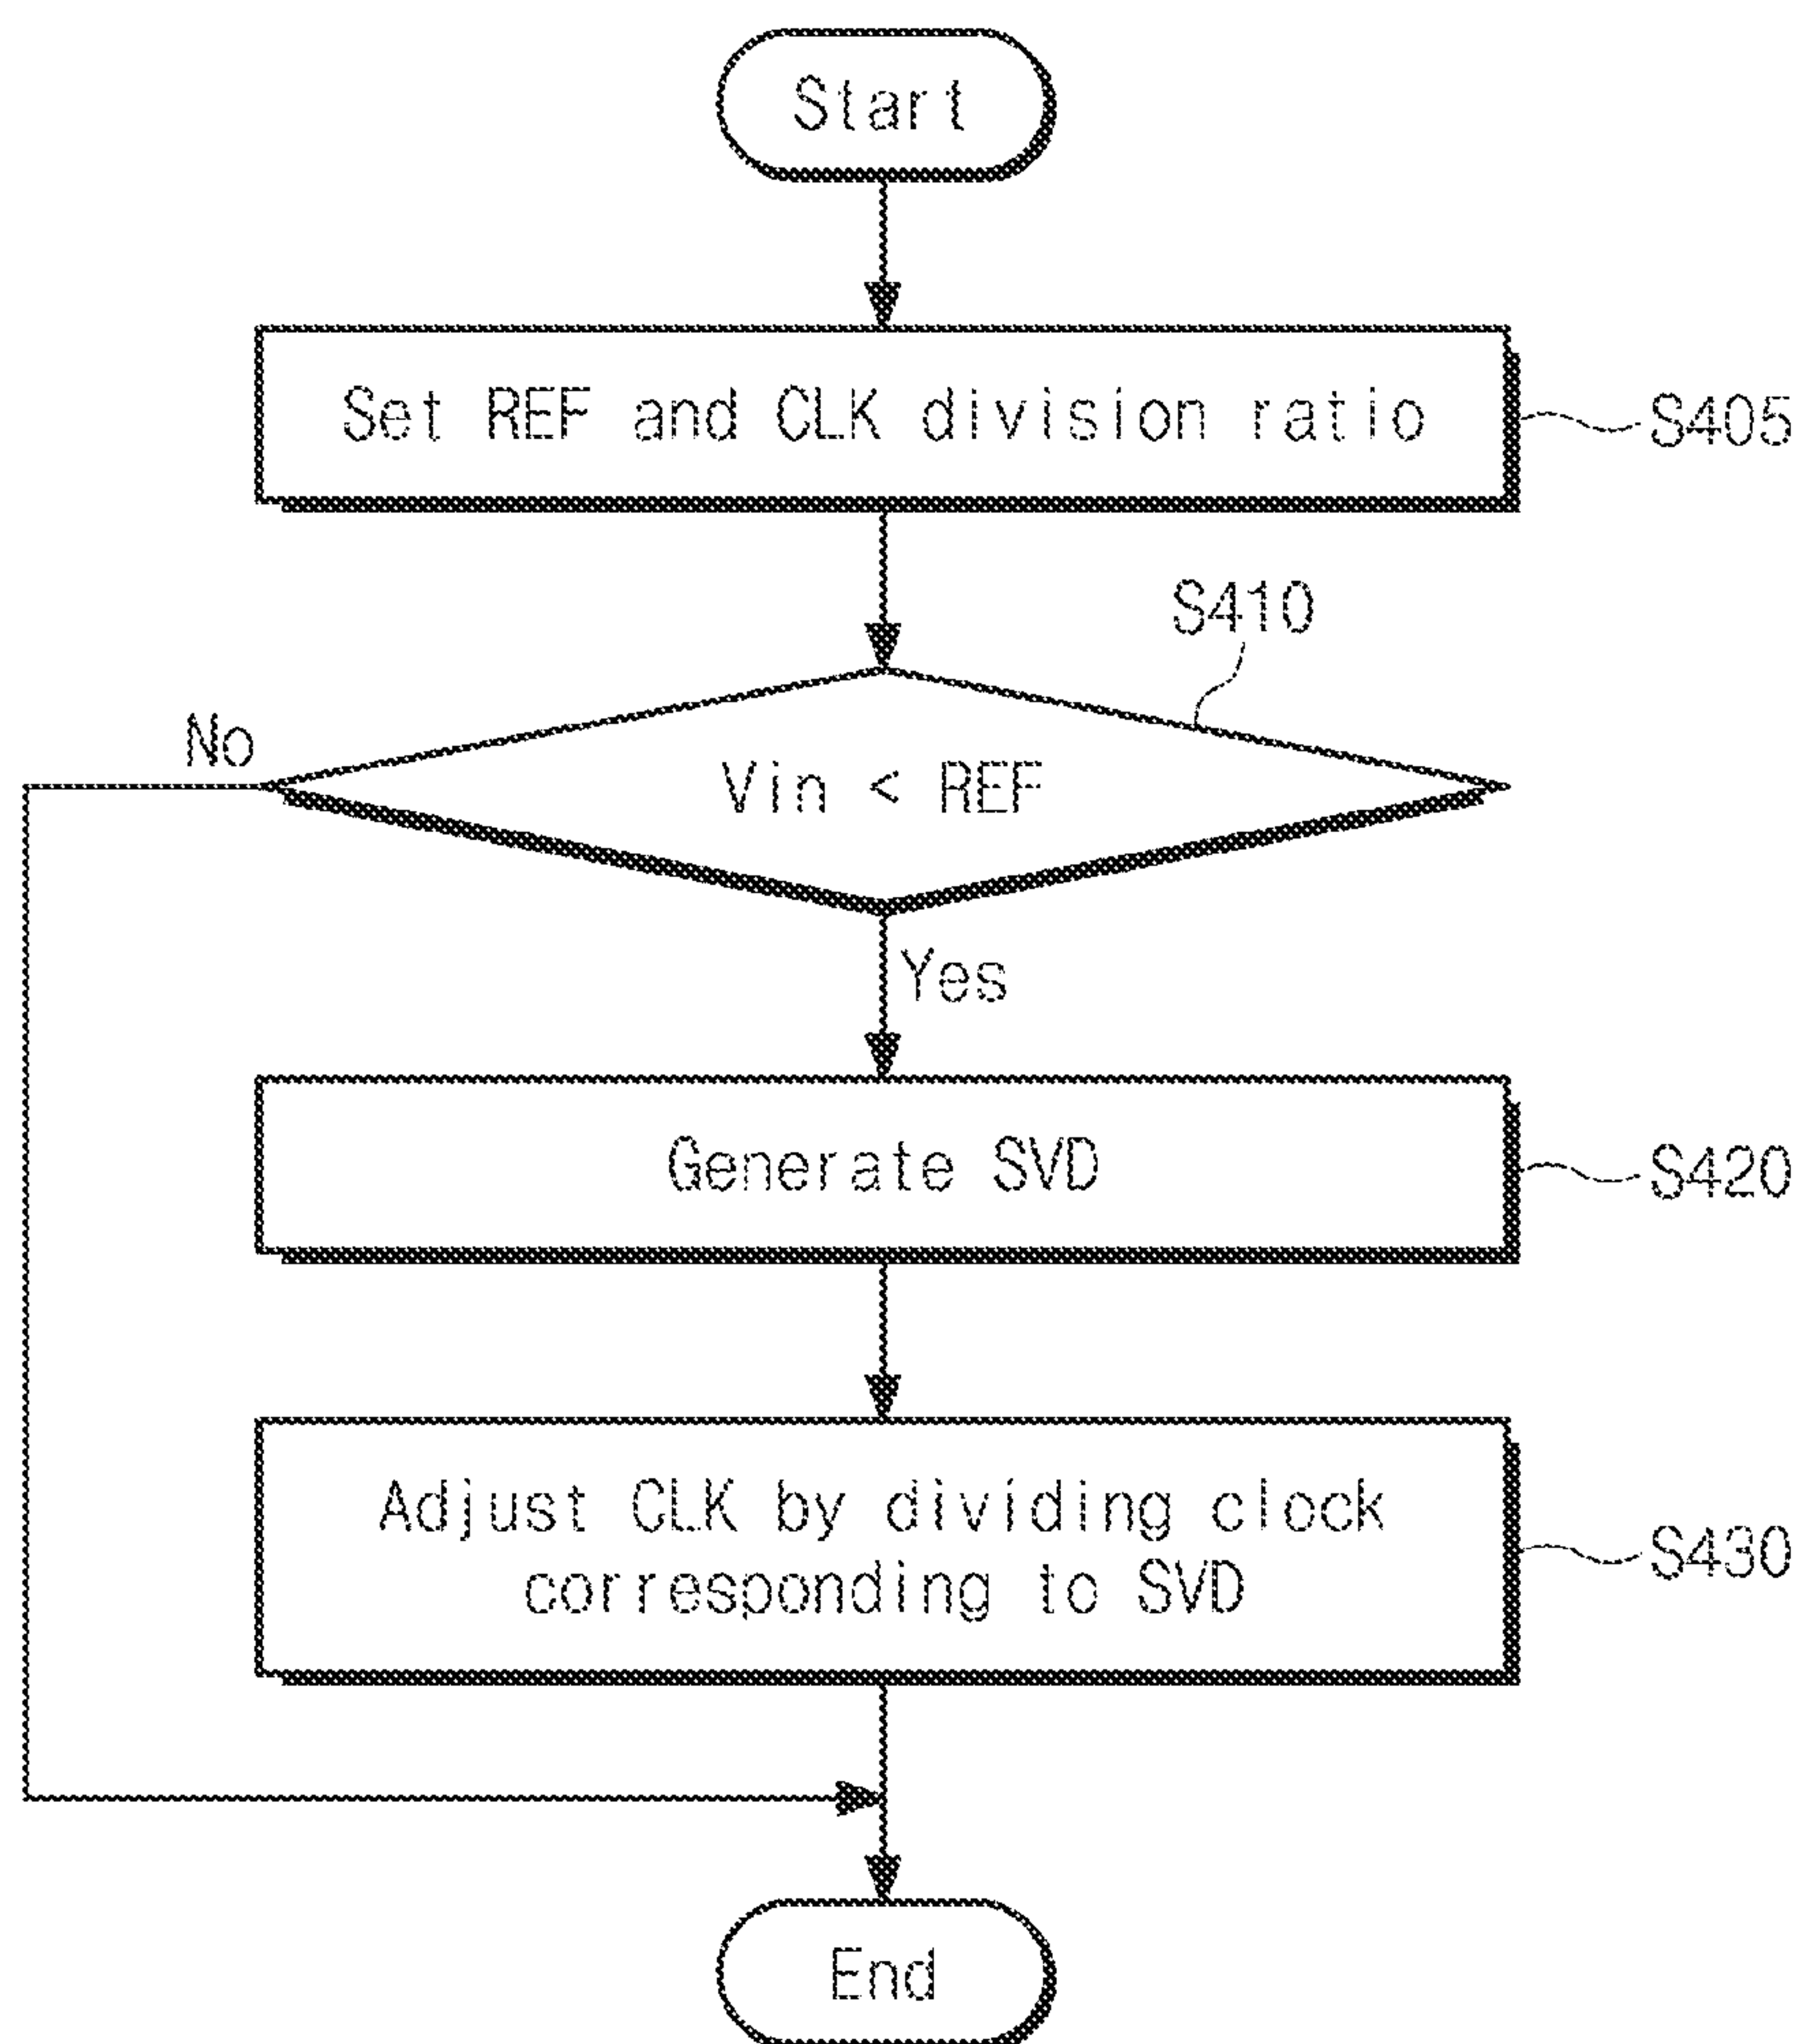 Start
Set REF and CLK division ratio
S405
S410
No
Vin < REF
Yes
Generate SVD
S420
Adjust CLK by dividing clock
corresponding to SVD
S430
End